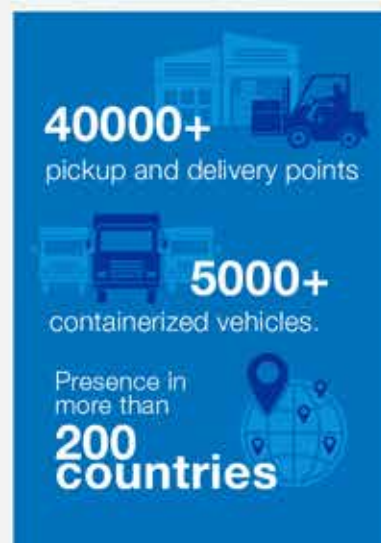 40000+
pickup and delivery points
5000+
containerized vehicles.
Presence in
more than
200
countries